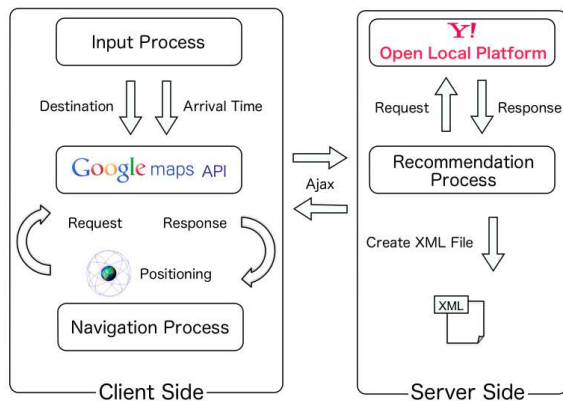 Input Process
Destination
Arrival Time
Google maps API
Request
Response
Positioning
Navigation Process
Client Side
Ajax
Y!
Open Local Platform
Request
Response
Recommendation
Process
Create XML File
XML
Server Side